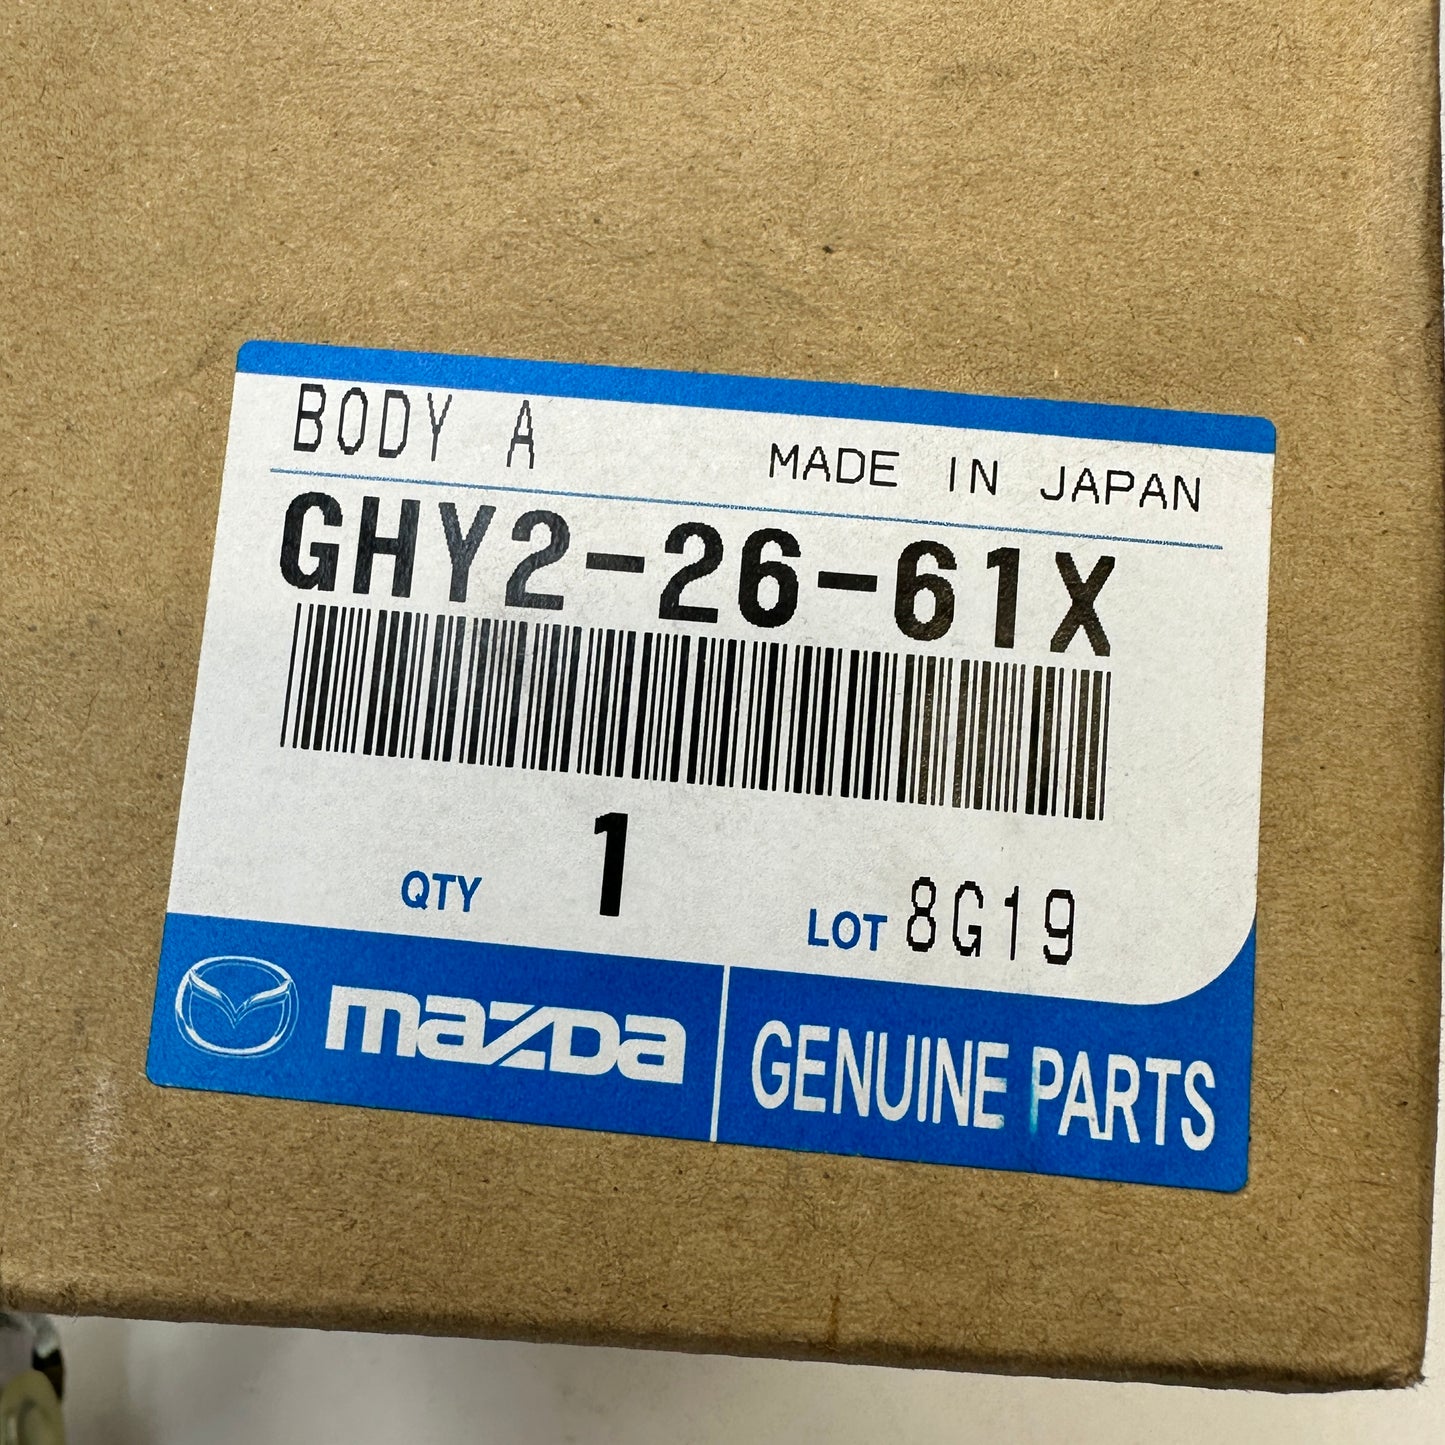 BODY A
MADE IN JAPAN
GHY2-26-61X
QTY 1
LOT 8G19
mazda
GENUINE PARTS